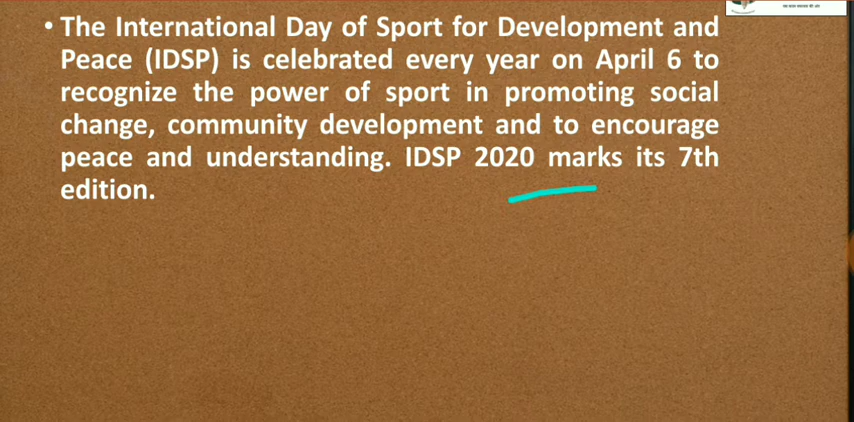 • The International Day of Sport for Development and
Peace (IDSP) is celebrated every year on April 6 to
recognize the power of sport in promoting social
change, community development and to encourage
peace and understanding. IDSP 2020 marks its 7th
edition.